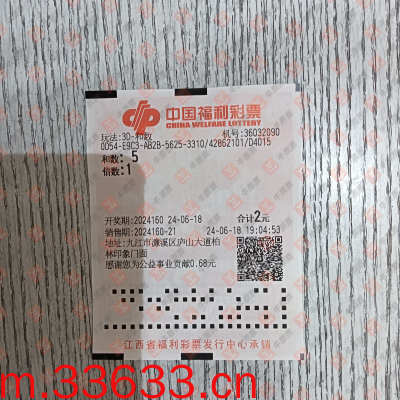 中国福利彩票
CHINA WELFARE LOTTERY
玩法:3D-和数 机号:36032090
0054-E9C3-AB2B-5625-3310/42862101/D4015
和数: 5
倍数:1
开奖期:2024160 24-06-18 合计2元
销售期:2024160-21 24-06-18 19:04:53
地址:九江市濂溪区庐山大道柏
林印象门面
感谢您为公益事业贡献0.68元
江西省福利彩票发行中心承销
m.33633.cn